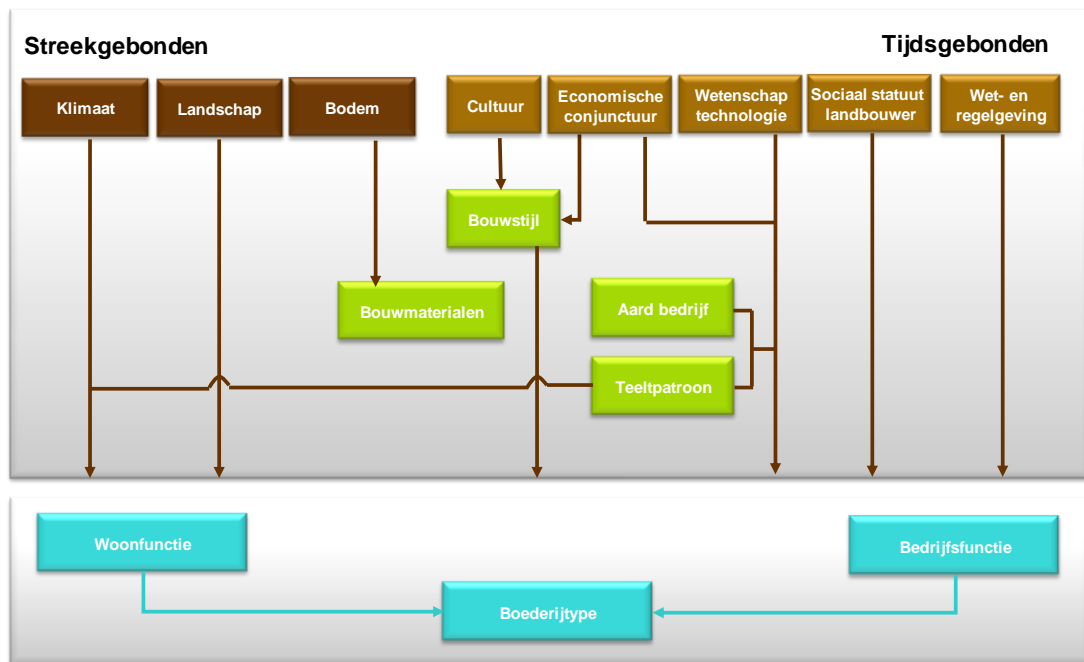 Streekgebonden
Tijdsgebonden
Klimaat
Landschap
Bodem
Cultuur
Economische
conjunctuur
Wetenschap
technologie
Sociaal statuut
landbouwer
Wet- en
regelgeving
Bouwstijl
Bouwmaterialen
Aard bedrijf
Teeltpatroon
Woonfunctie
Bedrijfsfunctie
Boederijtype